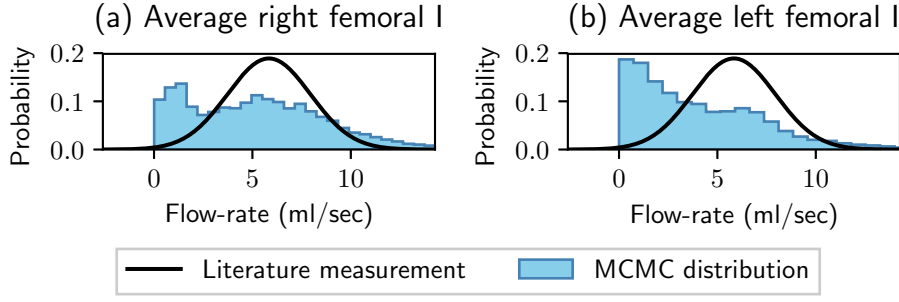 (a) Average right femoral I
(b) Average left femoral I
Probability
0.2
0.1
0.0
0
5
10
Flow-rate (ml/sec)
Probability
0.2
0.1
0.0
0
5
10
Flow-rate (ml/sec)
Literature measurement
MCMC distribution